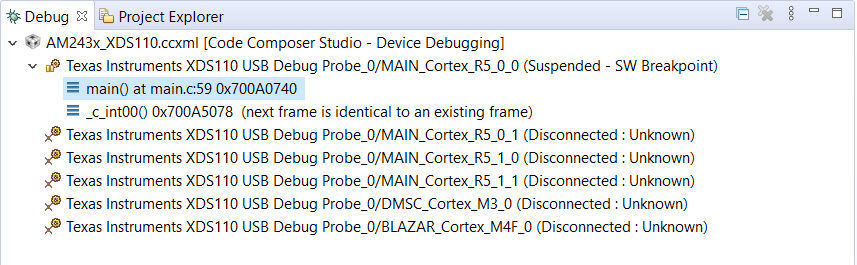 Debug Project Explorer
AM243x_XDS110.ccxml [Code Composer Studio - Device Debugging]
Texas Instruments XDS110 USB Debug Probe_0/MAIN_Cortex_R5_0_0 (Suspended - SW Breakpoint)
main() at main.c:59 0x700A0740
_c_int00() 0x700A5078 (next frame is identical to an existing frame)
Texas Instruments XDS110 USB Debug Probe_0/MAIN_Cortex_R5_0_1 (Disconnected : Unknown)
Texas Instruments XDS110 USB Debug Probe_0/MAIN_Cortex_R5_1_0 (Disconnected : Unknown)
Texas Instruments XDS110 USB Debug Probe_0/MAIN_Cortex_R5_1_1 (Disconnected : Unknown)
Texas Instruments XDS110 USB Debug Probe_0/DMSC_Cortex_M3_0 (Disconnected : Unknown)
Texas Instruments XDS110 USB Debug Probe_0/BLAZAR_Cortex_M4F_0 (Disconnected : Unknown)